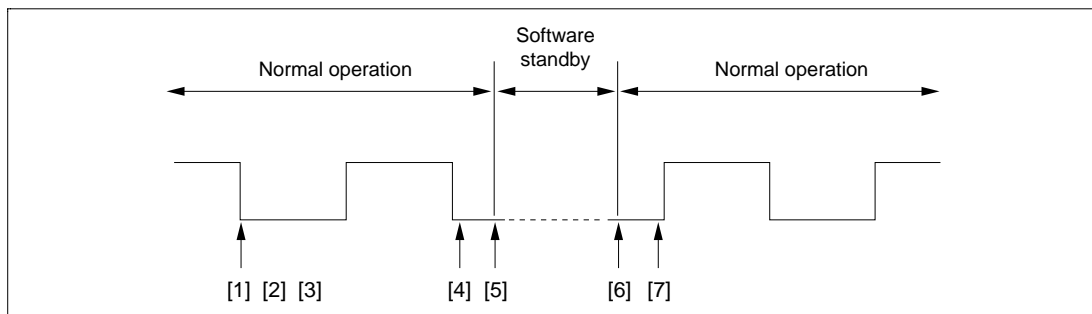 Software
standby
Normal operation
Normal operation
[1] [2] [3]
[4] [5]
[6] [7]